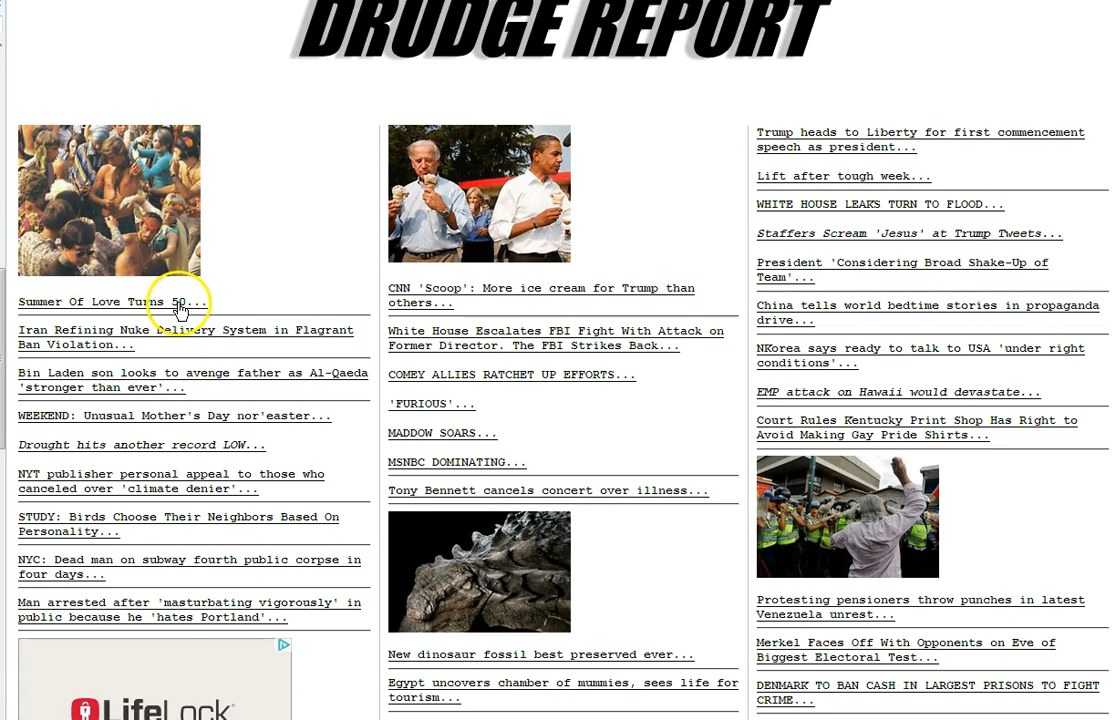 DRUDGE REPORT
Summer Of Love Turns 50...
Iran Refining Nuke Delivery System in Flagrant
Ban Violation...
Bin Laden son looks to avenge father as Al-Qaeda
'stronger than ever'...
WEEKEND: Unusual Mother's Day nor'easter...
Drought hits another record LOW...
NYT publisher personal appeal to those who
canceled over 'climate denier'...
STUDY: Birds Choose Their Neighbors Based On
Personality...
NYC: Dead man on subway fourth public corpse in
four days...
Man arrested after 'masturbating vigorously' in
public because he 'hates Portland'...
LifeLock
CNN 'Scoop': More ice cream for Trump than
others...
White House Escalates FBI Fight With Attack on
Former Director. The FBI Strikes Back...
COMEY ALLIES RATCHET UP EFFORTS...
'FURIOUS'...
MADDOW SOARS...
MSNBC DOMINATING...
Tony Bennett cancels concert over illness...
New dinosaur fossil best preserved ever...
Egypt uncovers chamber of mummies, sees life for
tourism...
Trump heads to Liberty for first commencement
speech as president...
Lift after tough week...
WHITE HOUSE LEAKS TURN TO FLOOD...
Staffers Scream 'Jesus' at Trump Tweets...
President 'Considering Broad Shake-Up of
Team'...
China tells world bedtime stories in propaganda
drive...
NKorea says ready to talk to USA 'under right
conditions'...
EMP attack on Hawaii would devastate...
Court Rules Kentucky Print Shop Has Right to
Avoid Making Gay Pride Shirts...
Protesting pensioners throw punches in latest
Venezuela unrest...
Merkel Faces Off With Opponents on Eve of
Biggest Electoral Test...
DENMARK TO BAN CASH IN LARGEST PRISONS TO FIGHT
CRIME...